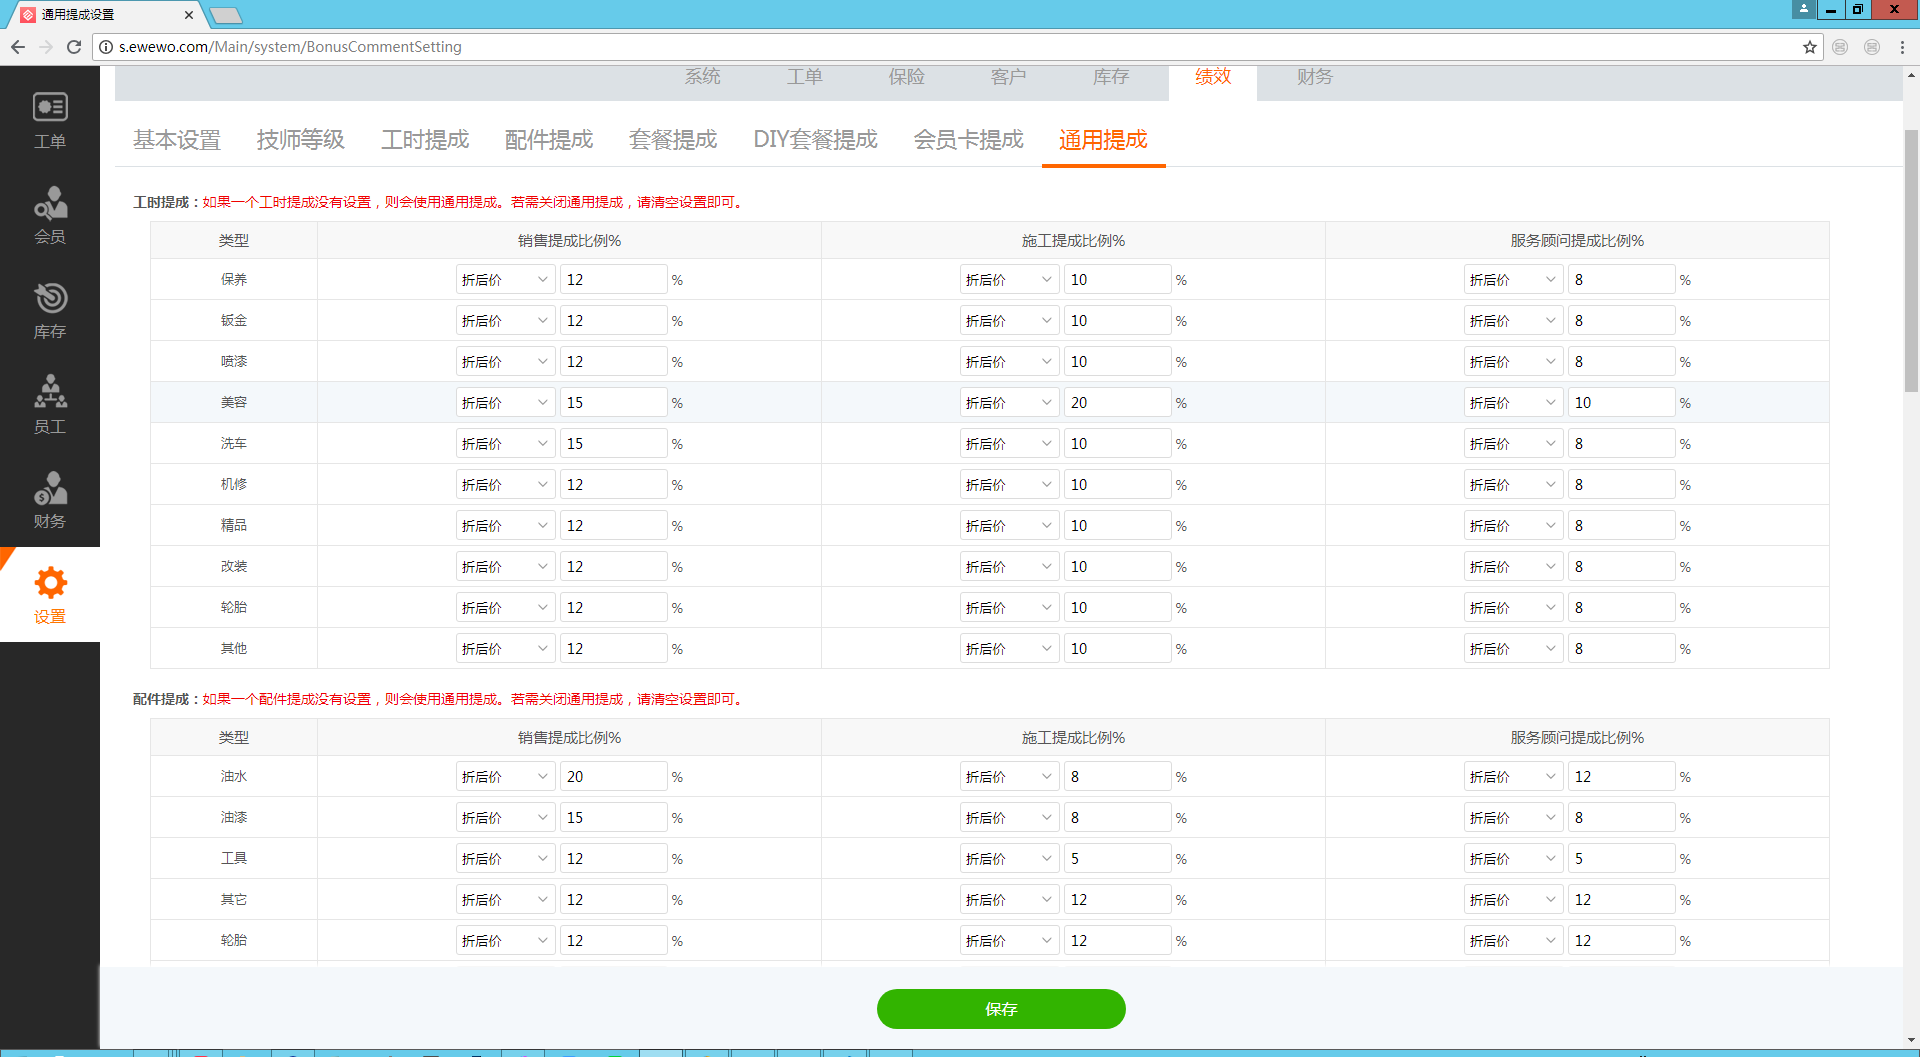 通用提成设置
s.ewewo.com/Main/system/BonusCommentSetting
系统 工单 保险 客户 库存 绩效 财务
基本设置 技师等级 工时提成 配件提成 套餐提成 DIY套餐提成 会员卡提成 通用提成
工单
会员
库存
员工
财务
设置
工时提成：如果一个工时提成没有设置，则会使用通用提成。若需关闭通用提成，请清空设置即可。
类型 销售提成比例% 施工提成比例% 服务顾问提成比例%
保养 折后价 12 % 折后价 10 % 折后价 8 %
钣金 折后价 12 % 折后价 10 % 折后价 8 %
喷漆 折后价 12 % 折后价 10 % 折后价 8 %
美容 折后价 15 % 折后价 20 % 折后价 10 %
洗车 折后价 15 % 折后价 10 % 折后价 8 %
机修 折后价 12 % 折后价 10 % 折后价 8 %
精品 折后价 12 % 折后价 10 % 折后价 8 %
改装 折后价 12 % 折后价 10 % 折后价 8 %
轮胎 折后价 12 % 折后价 10 % 折后价 8 %
其他 折后价 12 % 折后价 10 % 折后价 8 %
配件提成：如果一个配件提成没有设置，则会使用通用提成。若需关闭通用提成，请清空设置即可。
类型 销售提成比例% 施工提成比例% 服务顾问提成比例%
油水 折后价 20 % 折后价 8 % 折后价 12 %
油漆 折后价 15 % 折后价 8 % 折后价 8 %
工具 折后价 12 % 折后价 5 % 折后价 5 %
其它 折后价 12 % 折后价 12 % 折后价 12 %
轮胎 折后价 12 % 折后价 12 % 折后价 12 %
保存